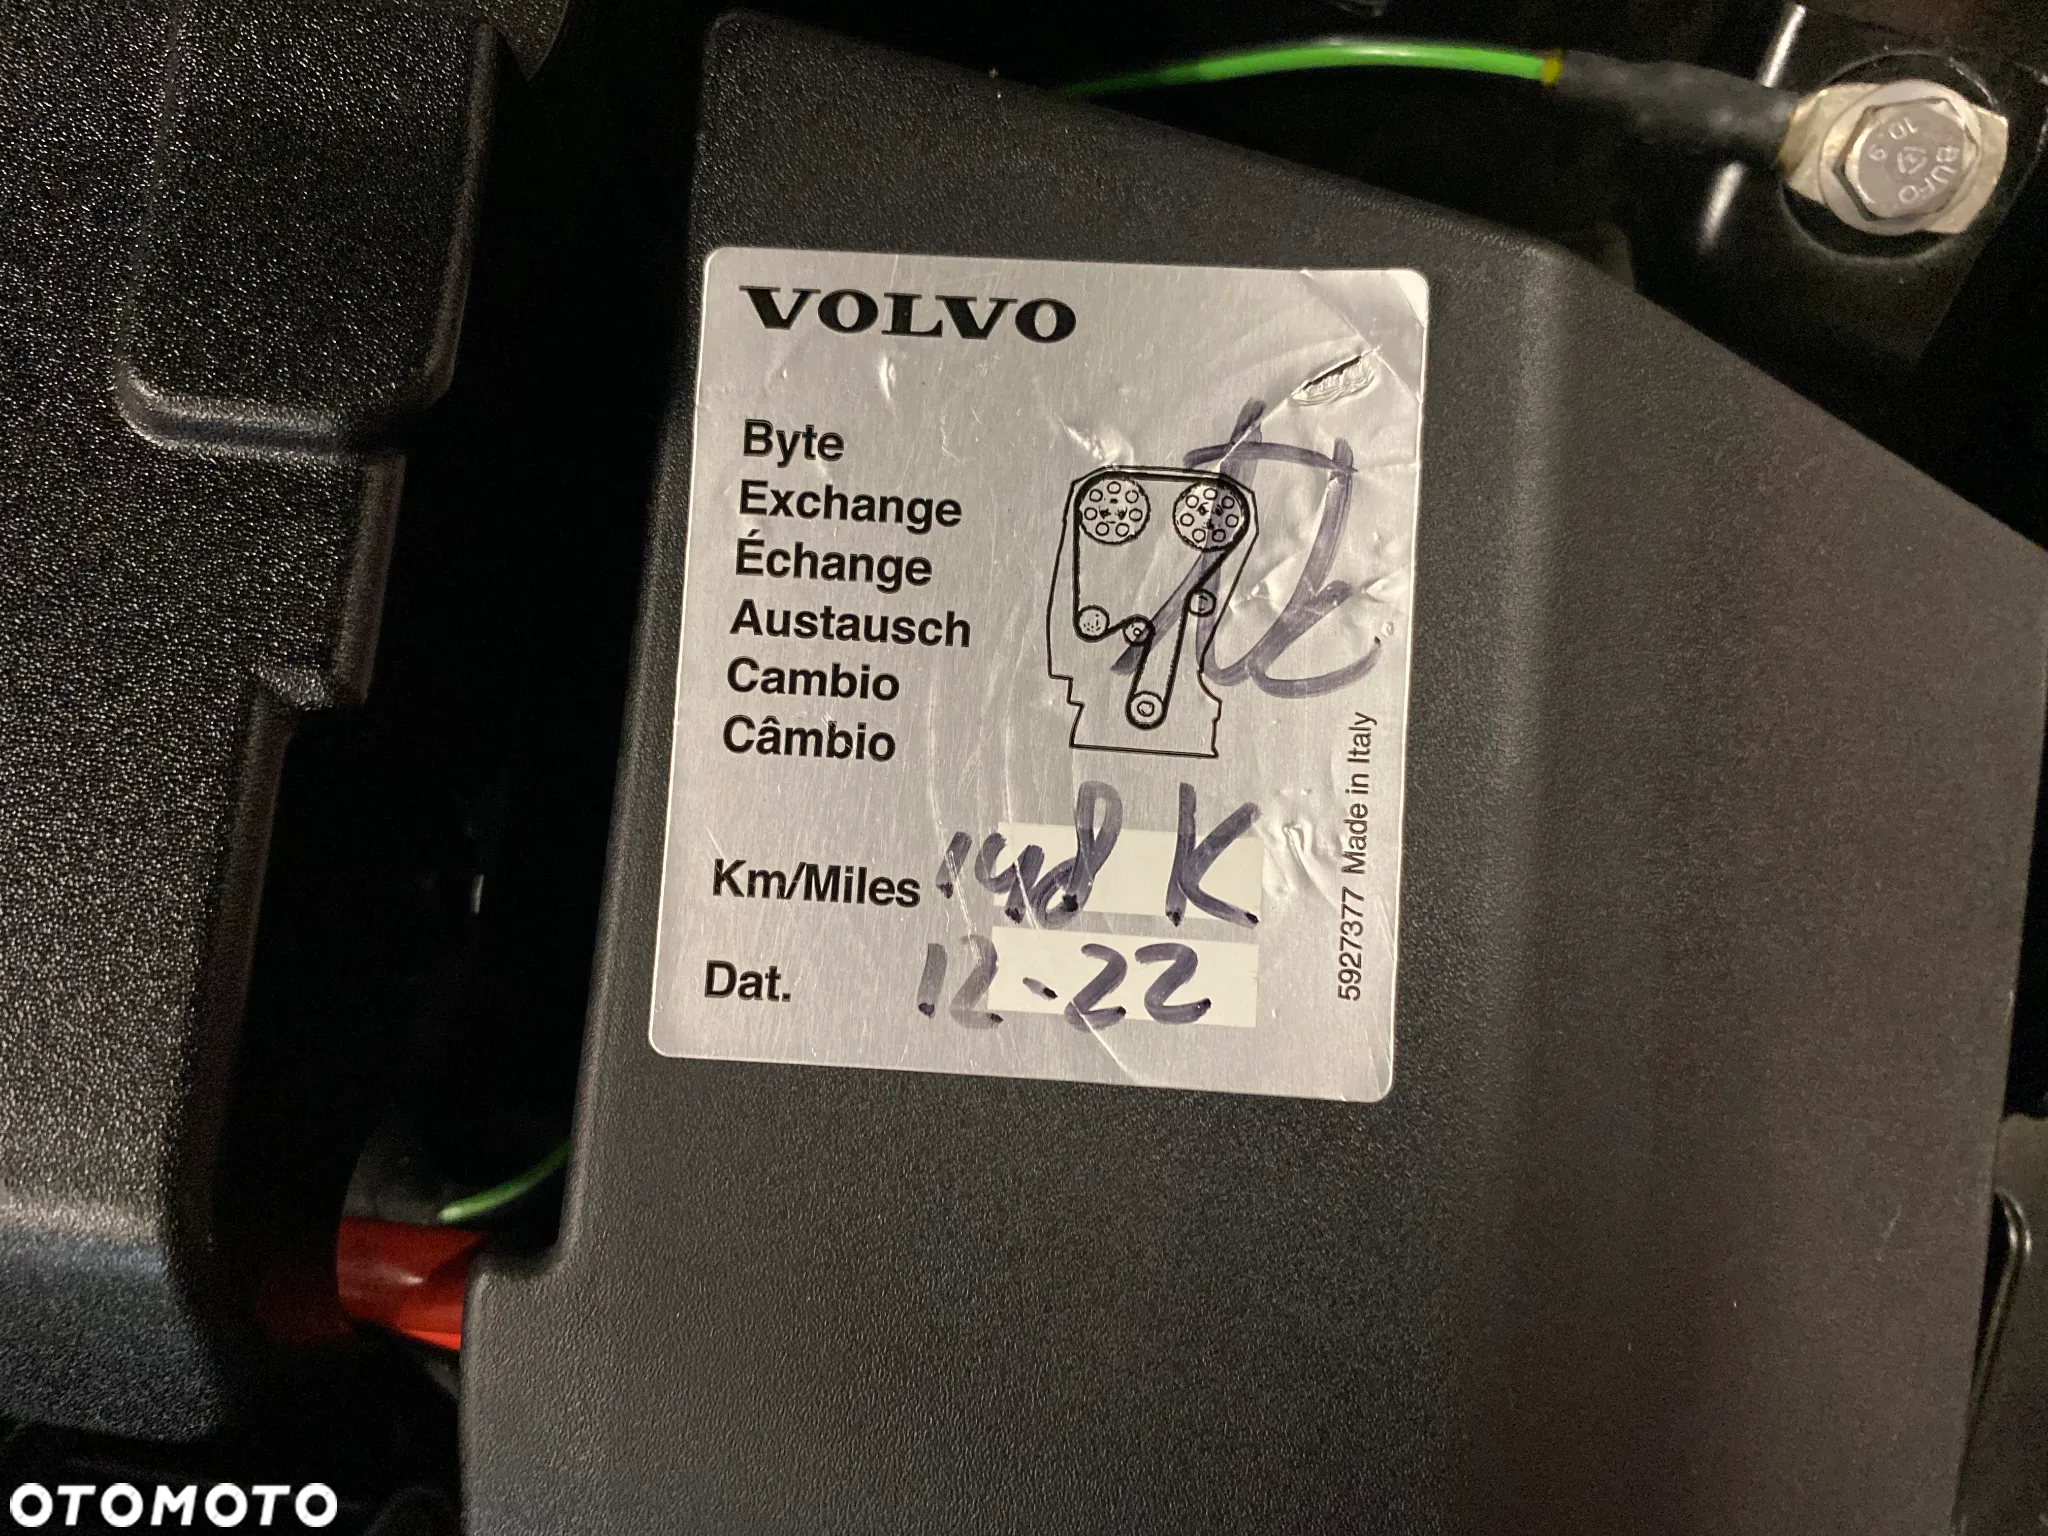 BUFO
10.9
VOLVO
Byte
Exchange
Échange
Austausch
Cambio
Câmbio
Km/Miles 148 K
Dat. 12-22
5927377 Made in Italy
OTOMOTO